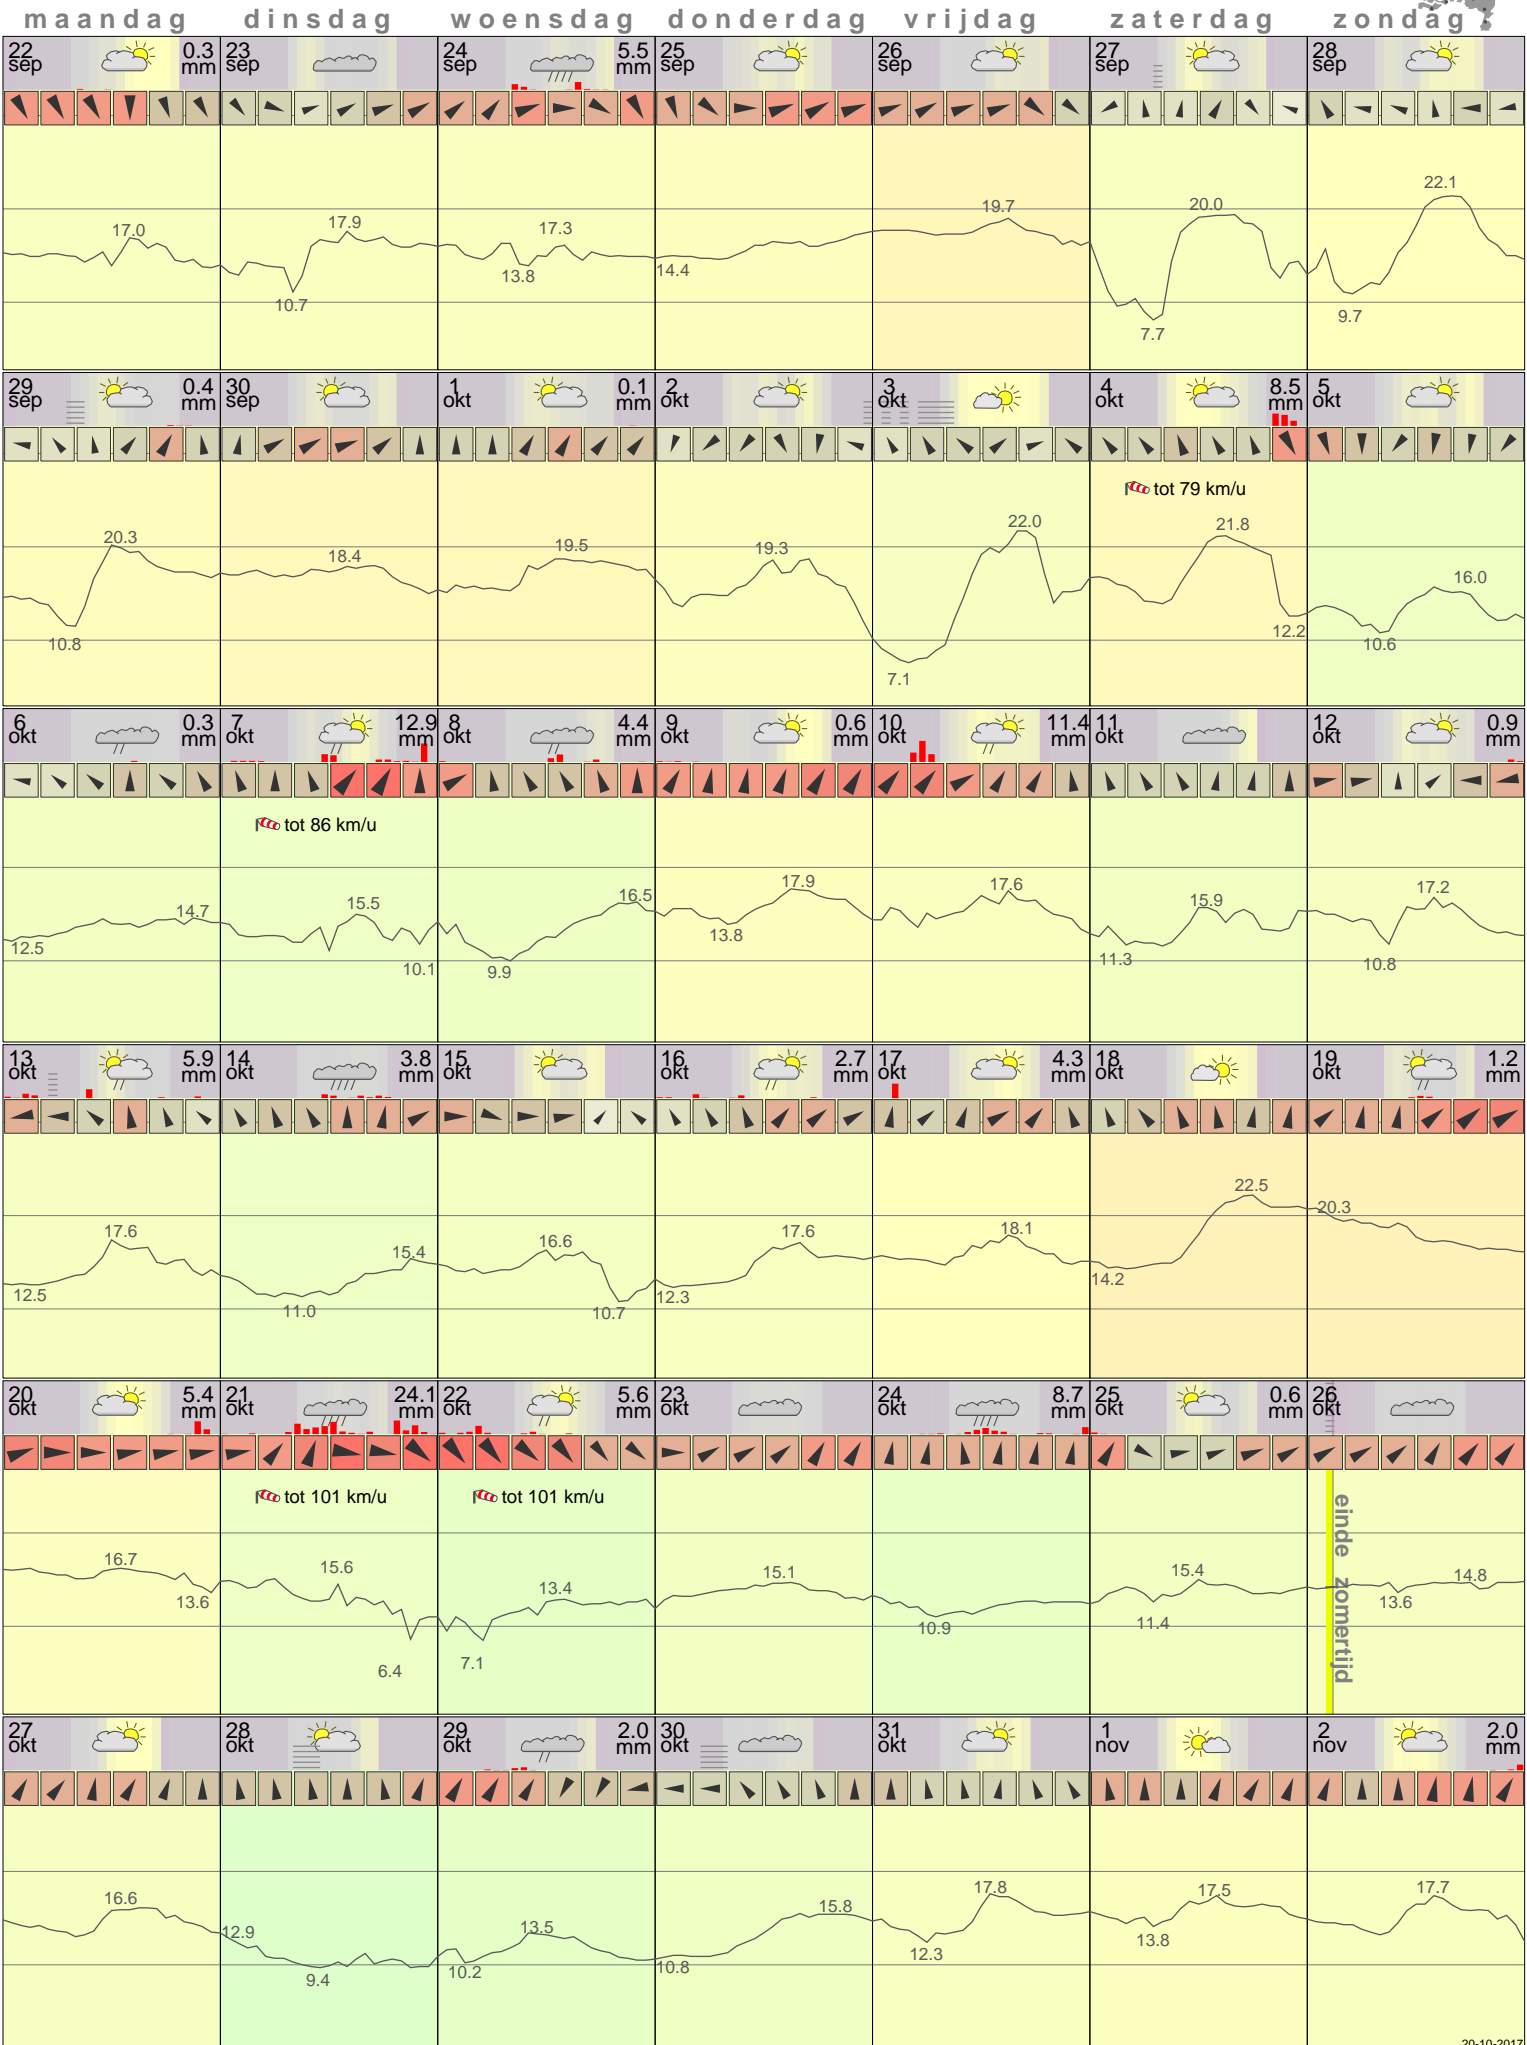 maandag dinsdag woensdag donderdag vrijdag zaterdag zondag
22 sep 0.3 mm 23 sep 24 sep 5.5 mm 25 sep 26 sep 27 sep 28 sep
17.0 10.7 17.9 13.8 17.3 14.4 19.7 7.7 20.0 9.7 22.1
29 sep 0.4 mm 30 sep 1 okt 0.1 mm 2 okt 3 okt 4 okt 8.5 mm 5 okt
tot 79 km/u
10.8 20.3 18.4 19.5 19.3 7.1 22.0 21.8 12.2 10.6 16.0
6 okt 0.3 mm 7 okt 12.9 mm 8 okt 4.4 mm 9 okt 0.6 mm 10 okt 11.4 mm 11 okt 12 okt 0.9 mm
tot 86 km/u
12.5 14.7 15.5 10.1 9.9 16.5 13.8 17.9 17.6 11.3 15.9 10.8 17.2
13 okt 5.9 mm 14 okt 3.8 mm 15 okt 16 okt 2.7 mm 17 okt 4.3 mm 18 okt 19 okt 1.2 mm
12.5 17.6 11.0 15.4 16.6 10.7 12.3 17.6 18.1 14.2 22.5 20.3
20 okt 5.4 mm 21 okt 24.1 mm 22 okt 5.6 mm 23 okt 24 okt 8.7 mm 25 okt 0.6 mm 26 okt
tot 101 km/u tot 101 km/u
einde zomertijd
16.7 13.6 15.6 6.4 7.1 13.4 15.1 10.9 11.4 15.4 13.6 14.8
27 okt 28 okt 29 okt 2.0 mm 30 okt 31 okt 1 nov 2 nov 2.0 mm
16.6 12.9 9.4 10.2 13.5 10.8 15.8 12.3 17.8 13.8 17.5 17.7
20-10-2017